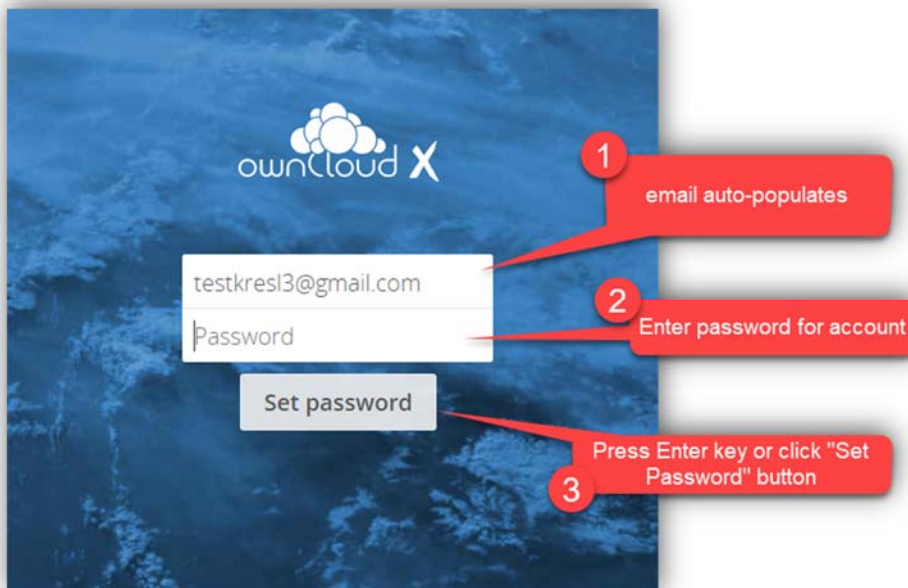 ownCloud X
1
email auto-populates
testkresl3@gmail.com
2
Enter password for account
Password
Set password
Press Enter key or click "Set
Password" button
3